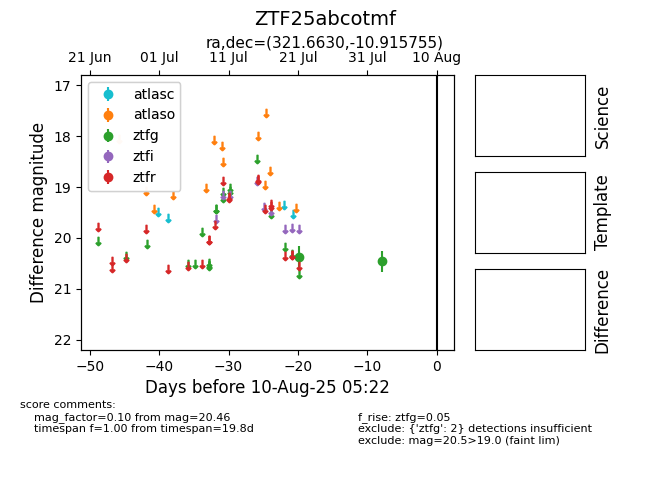 ZTF25abcotmf
ra,dec=(321.6630,-10.915755)
21 Jun 01 Jul 11 Jul 21 Jul 31 Jul 10 Aug
atlasc
atlaso
ztfg
ztfi
ztfr
17
18
19
20
21
22
Difference magnitude
−50 −40 −30 −20 −10 0
Days before 10-Aug-25 05:22
Science
Template
Difference
score comments:
mag_factor=0.10 from mag=20.46
timespan f=1.00 from timespan=19.8d
f_rise: ztfg=0.05
exclude: {'ztfg': 2} detections insufficient
exclude: mag=20.5>19.0 (faint lim)